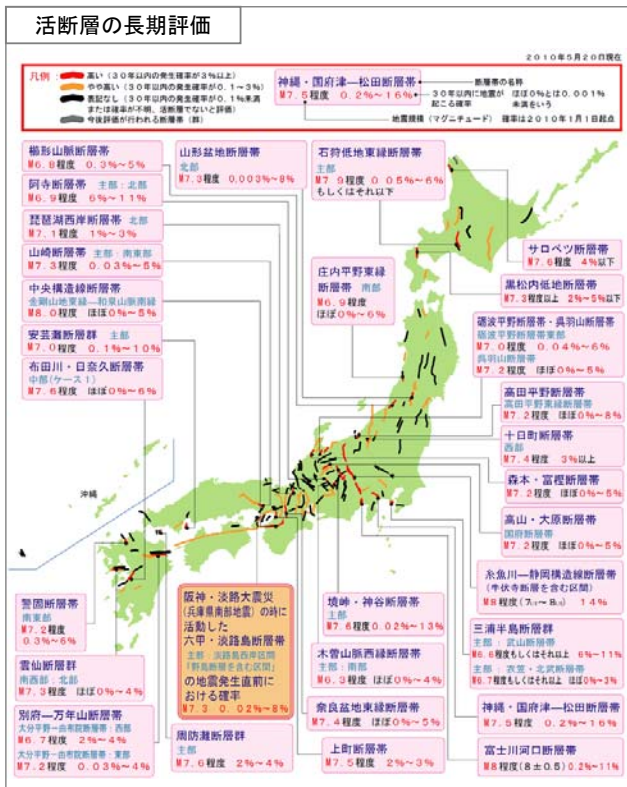 活断層の長期評価
2010年5月20日現在
凡例：
高い（30年以内の発生確率が3％以上）
やや高い（30年以内の発生確率が0.1～3％）
表記なし（30年以内の発生確率が0.1％未満
または確率が不明、活断層でないと評価）
今後評価が行われる断層帯（群）
神縄・国府津―松田断層帯
M7.5程度 0.2％～16％
断層帯の名称
30年以内に地震が
起こる確率
ほぼ0％とは0.001％
未満をいう
地震規模（マグニチュード）
確率は2010年1月1日起点
櫛形山脈断層帯
M6.8程度 0.3％～5％
阿寺断層帯 主部：北部
M6.9程度 6％～11％
琵琶湖西岸断層帯 北部
M7.1程度 1％～3％
山崎断層帯 主部：南東部
M7.3程度 0.03％～5％
中央構造線断層帯
金剛山地東縁―和泉山脈南縁
M8.0程度 ほぼ0％～5％
安芸灘断層群 主部
M7.0程度 0.1％～10％
布田川・日奈久断層帯
中部(ケース1)
M7.6程度 ほぼ0％～6％
山形盆地断層帯
北部
M7.3程度 0.003％～8％
石狩低地東縁断層帯
主部
M7.9程度 0.05％～6％
もしくはそれ以下
庄内平野東縁
断層帯 南部
M6.9程度
ほぼ0％～6％
サロベツ断層帯
M7.6程度 4％以下
黒松内低地断層帯
M7.3程度以上 2％～5％以下
砺波平野断層帯・呉羽山断層帯
砺波平野断層帯東部
M7.0程度 0.04％～6％
呉羽山断層帯
M7.2程度 ほぼ0％～5％
高田平野断層帯
高田平野東縁断層帯
M7.2程度 ほぼ0％～8％
十日町断層帯
西部
M7.4程度 3％以上
森本・富樫断層帯
M7.2程度 ほぼ0％～5％
高山・大原断層帯
国府断層帯
M7.2程度 ほぼ0％～5％
糸魚川―静岡構造線断層帯
(牛伏寺断層を含む区間)
M8程度 14％
三浦半島断層群
主部：武山断層帯
M6.6程度もしくはそれ以上 6％～11％
主部：衣笠・北武断層帯
M6.7程度もしくはそれ以上 ほぼ0％～3％
神縄・国府津―松田断層帯
M7.5程度 0.2％～16％
富士川河口断層帯
M8程度(8±0.5) 0.2％～11％
沖縄
警固断層帯
南東部
M7.2程度
0.3％～6％
雲仙断層群
南西部：北部
M7.3程度 ほぼ0％～4％
別府―万年山断層帯
大分平野―由布院断層帯：西部
M6.7程度 2％～4％
大分平野―由布院断層帯：東部
M7.2程度 0.03％～4％
阪神・淡路大震災
(兵庫県南部地震)の時に
活動した
六甲・淡路島断層帯
主部：淡路島西岸区間
「野島断層を含む区間」
の地震発生直前に
おける確率
M7.3 0.02％～8％
周防灘断層群
主部
M7.6程度 2％～4％
境峠・神谷断層帯
主部
M7.6程度 0.02％～13％
木曽山脈西縁断層帯
主部：南部
M6.3程度 ほぼ0％～4％
奈良盆地東縁断層帯
M7.4程度 ほぼ0％～5％
上町断層帯
M7.5程度 2％～3％